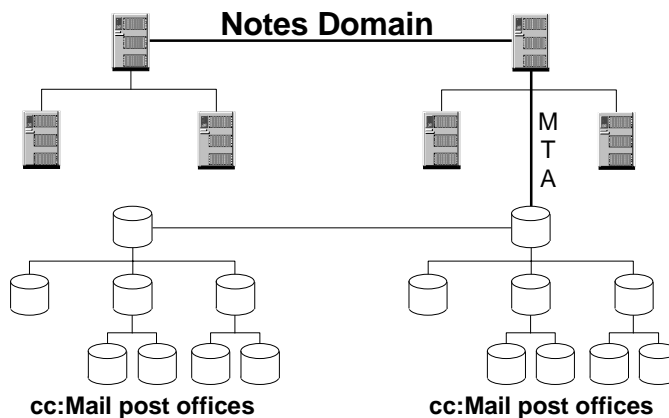 Notes Domain
M
T
A
cc:Mail post offices
cc:Mail post offices